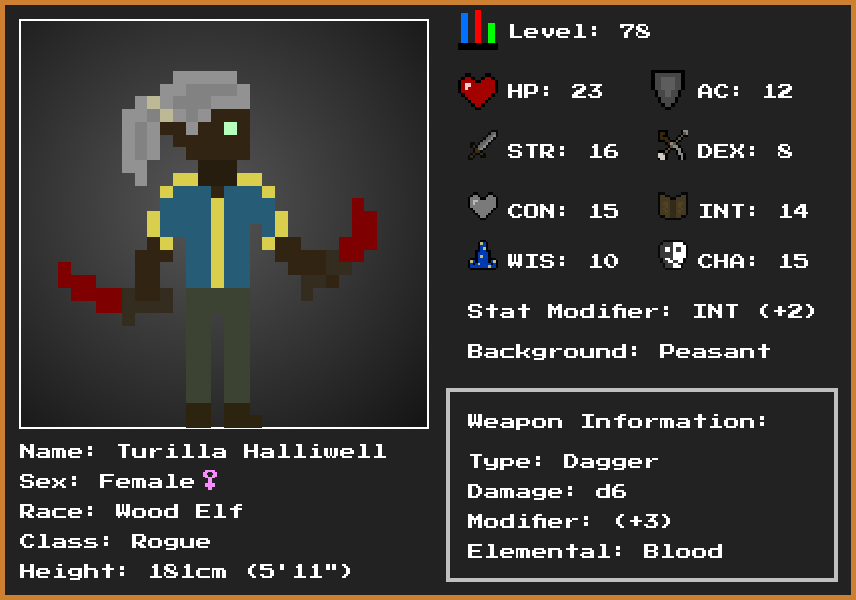 Level: 78
HP: 23 AC: 12
STR: 16 DEX: 8
CON: 15 INT: 14
WIS: 10 CHA: 15
Stat Modifier: INT (+2)
Background: Peasant
Weapon Information:
Type: Dagger
Damage: d6
Modifier: (+3)
Elemental: Blood
Name: Turilla Halliwell
Sex: Female♀
Race: Wood Elf
Class: Rogue
Height: 181cm (5'11")